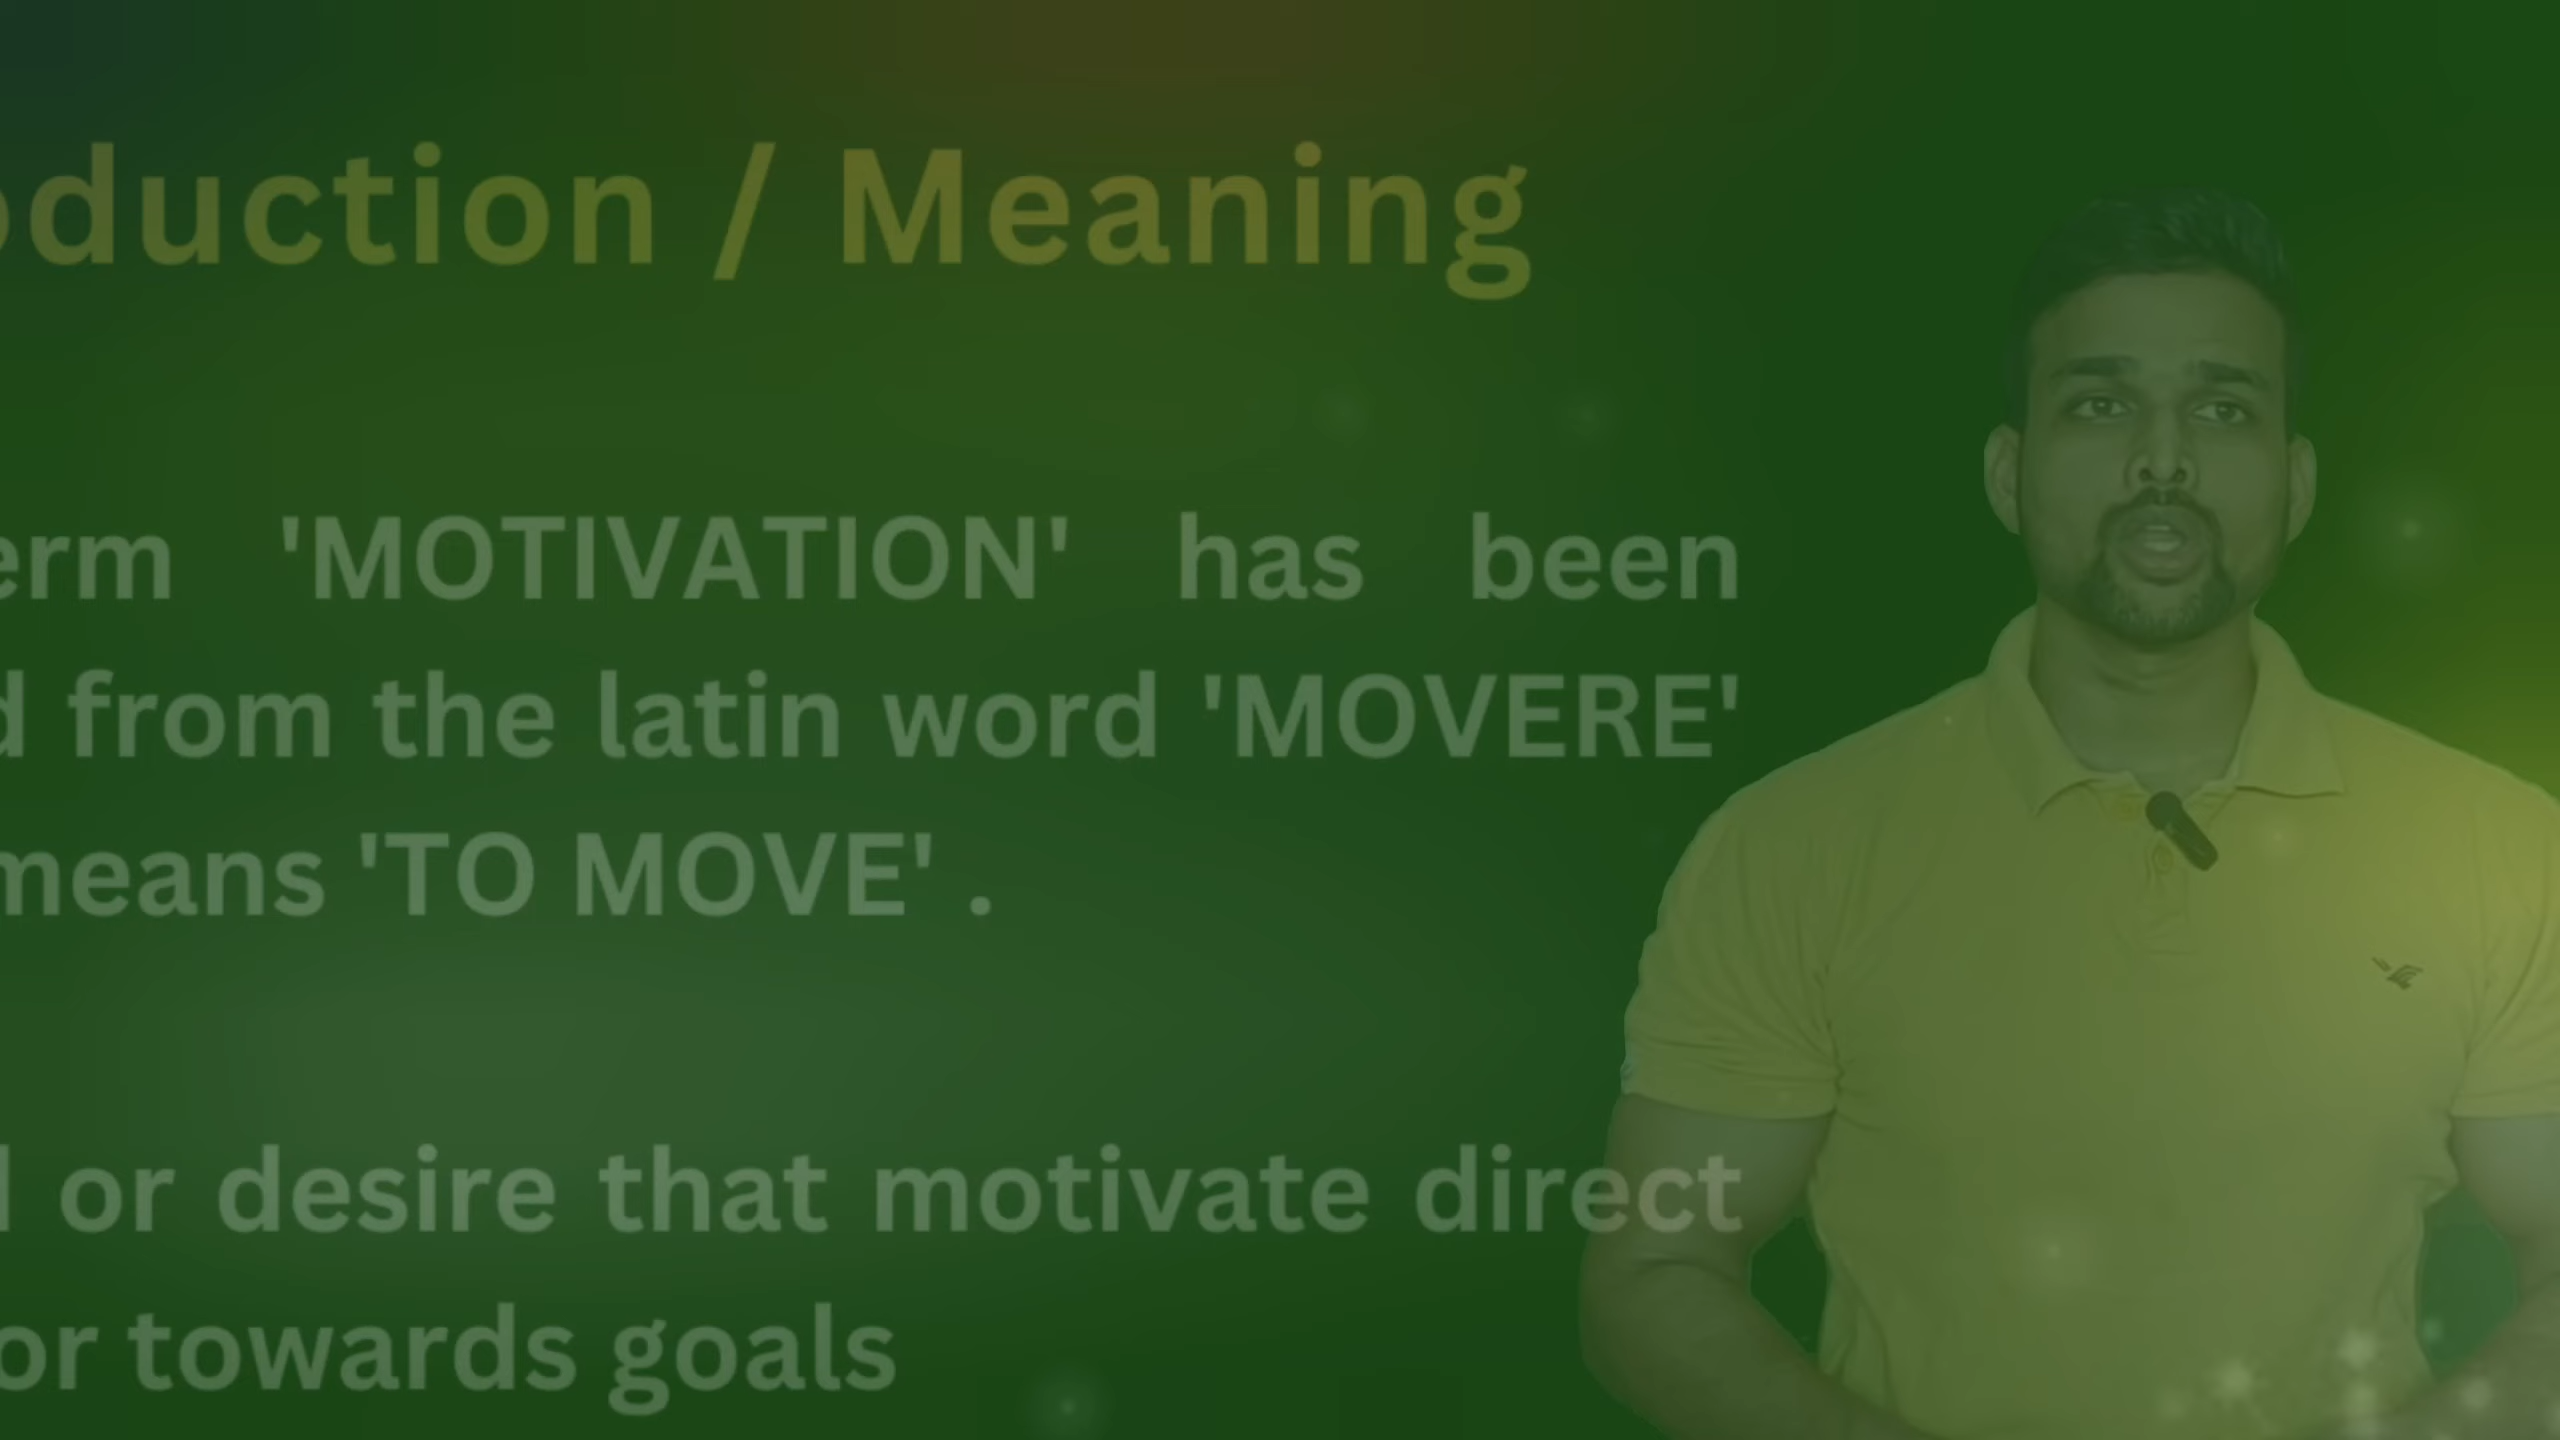 oduction / Meaning
erm 'MOTIVATION' has been
d from the latin word 'MOVERE'
means 'TO MOVE' .
d or desire that motivate direct
or towards goals